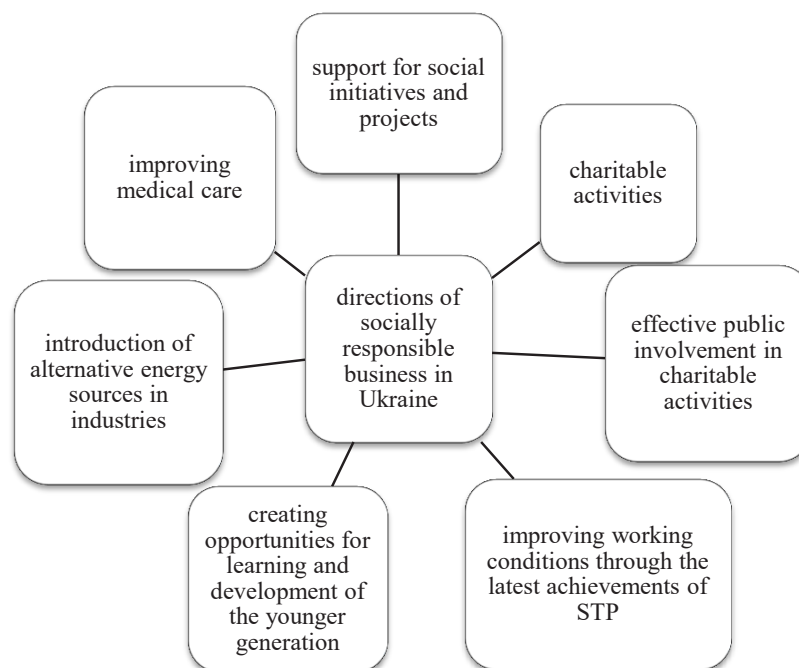 support for social
initiatives and
projects
charitable
activities
improving
medical care
directions of
socially
responsible
business in
Ukraine
effective public
involvement in
charitable
activities
introduction of
alternative energy
sources in
industries
creating
opportunities for
learning and
development of
the younger
generation
improving working
conditions through the
latest achievements of
STP